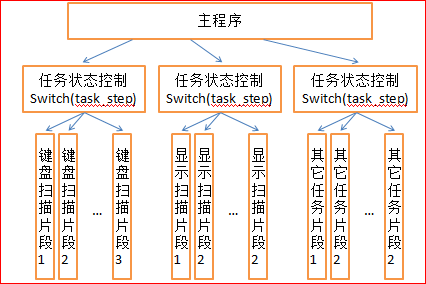 主程序
任务状态控制
Switch(task_step)
任务状态控制
Switch(task_step)
任务状态控制
Switch(task_step)
键盘扫描片段1
键盘扫描片段2
...
键盘扫描片段3
显示扫描片段1
显示扫描片段2
...
显示扫描片段2
其它任务片段1
其它任务片段2
...
其它任务片段2